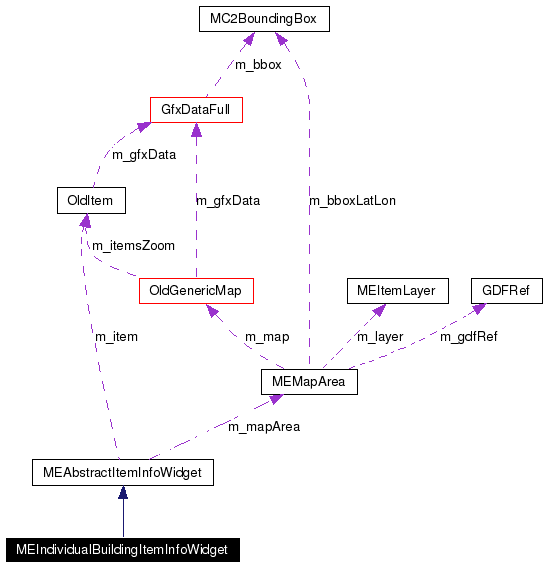 MC2BoundingBox
m_bbox
GfxDataFull
m_gfxData
OldItem
m_gfxData
m_bboxLatLon
m_itemsZoom
OldGenericMap
MEItemLayer
GDFRef
m_item
m_map
m_layer
m_gdfRef
MEMapArea
m_mapArea
MEAbstractItemInfoWidget
MEIndividualBuildingItemInfoWidget